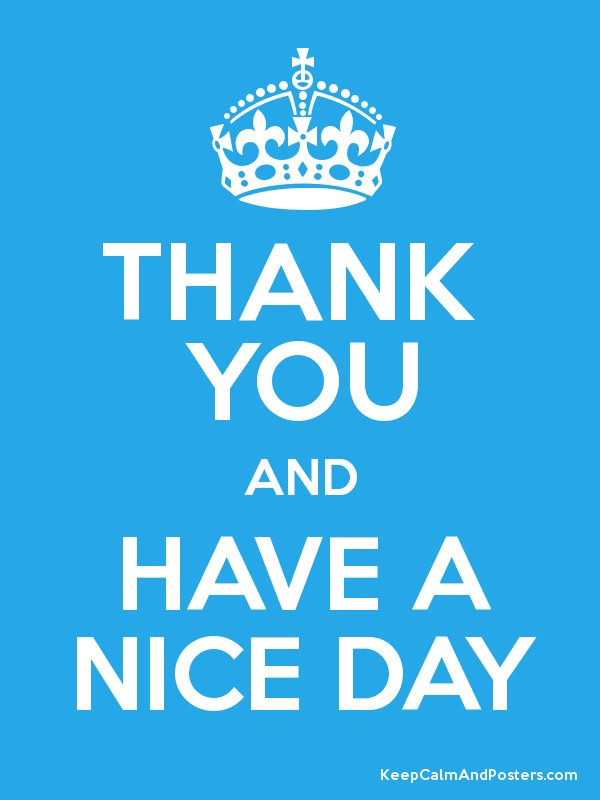 THANK
YOU
AND
HAVE A
NICE DAY
KeepCalmAndPosters.com